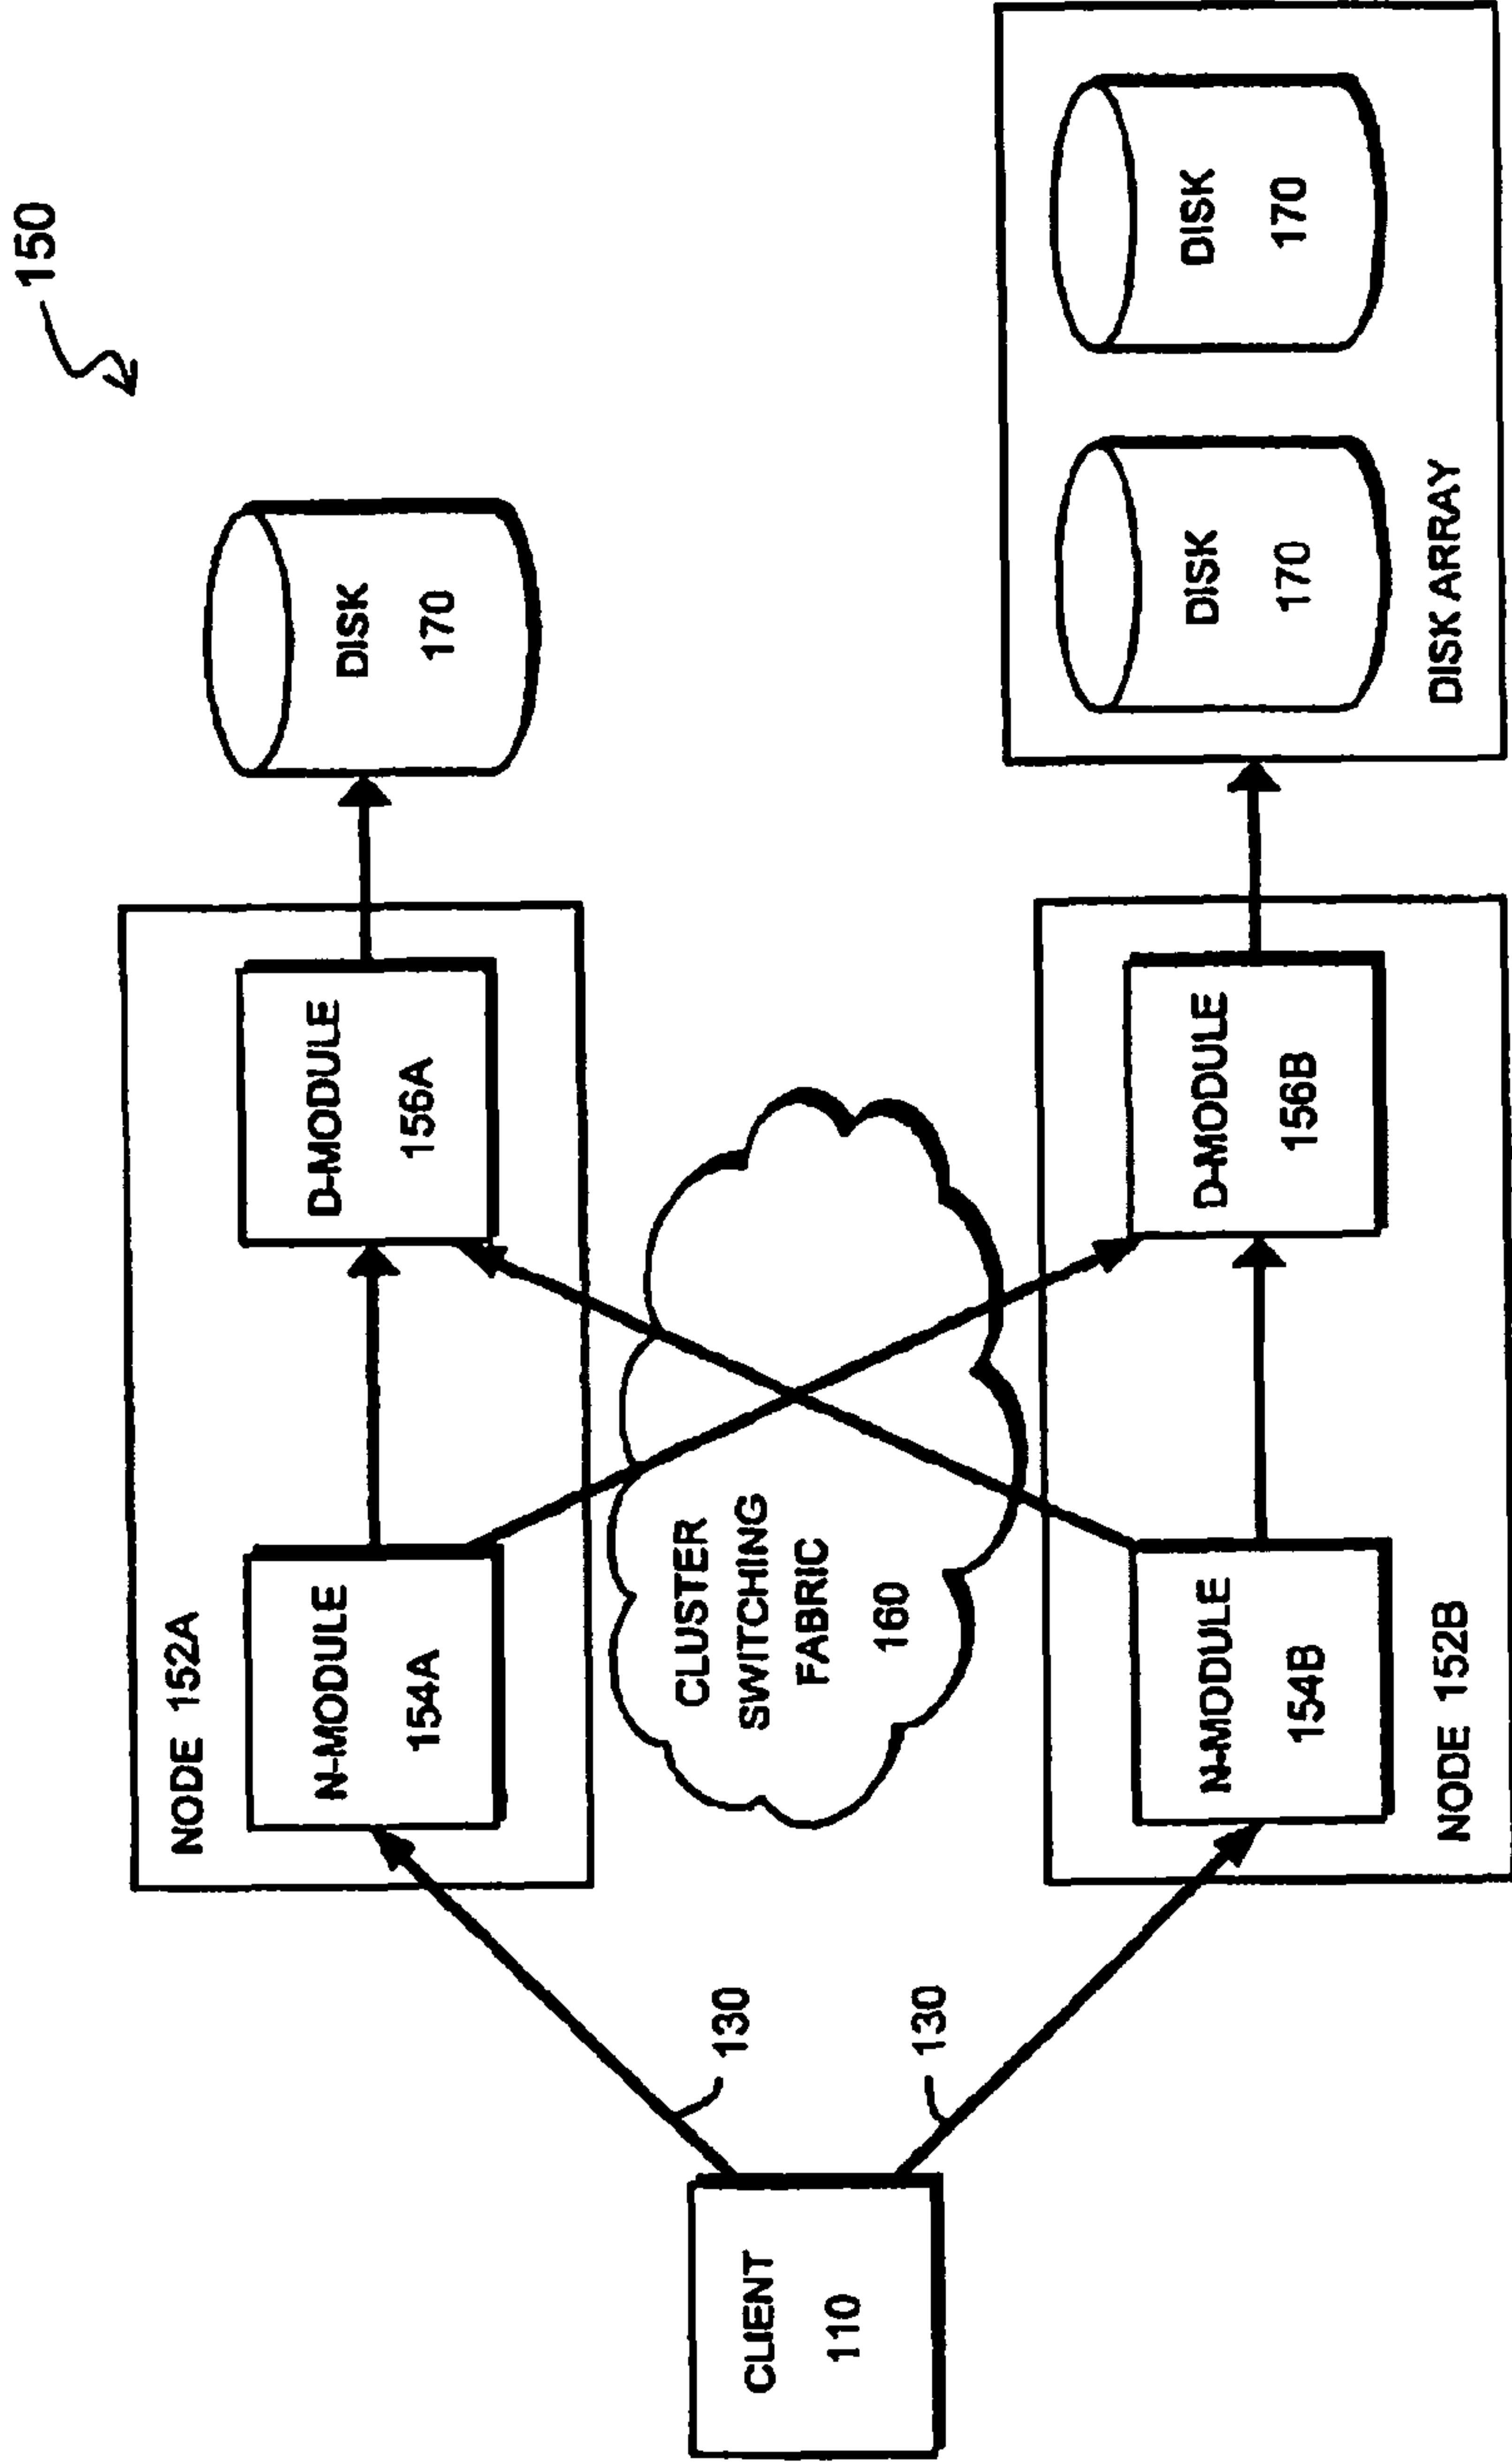 150
NODE 152A
N-MODULE
154A
D-MODULE
156A
DISK
170
CLIENT
110
130
130
CLUSTER
SWITCHING
FABRIC
160
N-MODULE
154B
NODE 152B
D-MODULE
156B
DISK
170
DISK
170
DISK ARRAY